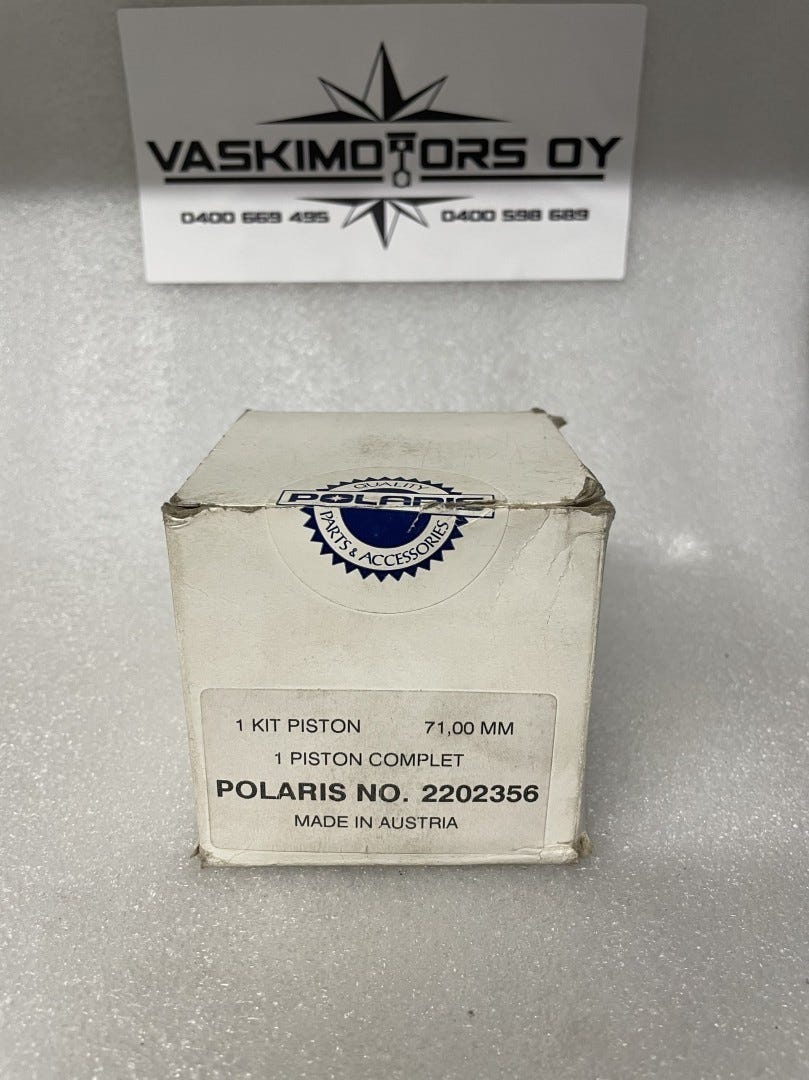 VASKIMOTORS OY
0400 669 495 0400 598 689
QUALITY
POLARIS
PARTS & ACCESSORIES
1 KIT PISTON 71,00 MM
1 PISTON COMPLET
POLARIS NO. 2202356
MADE IN AUSTRIA